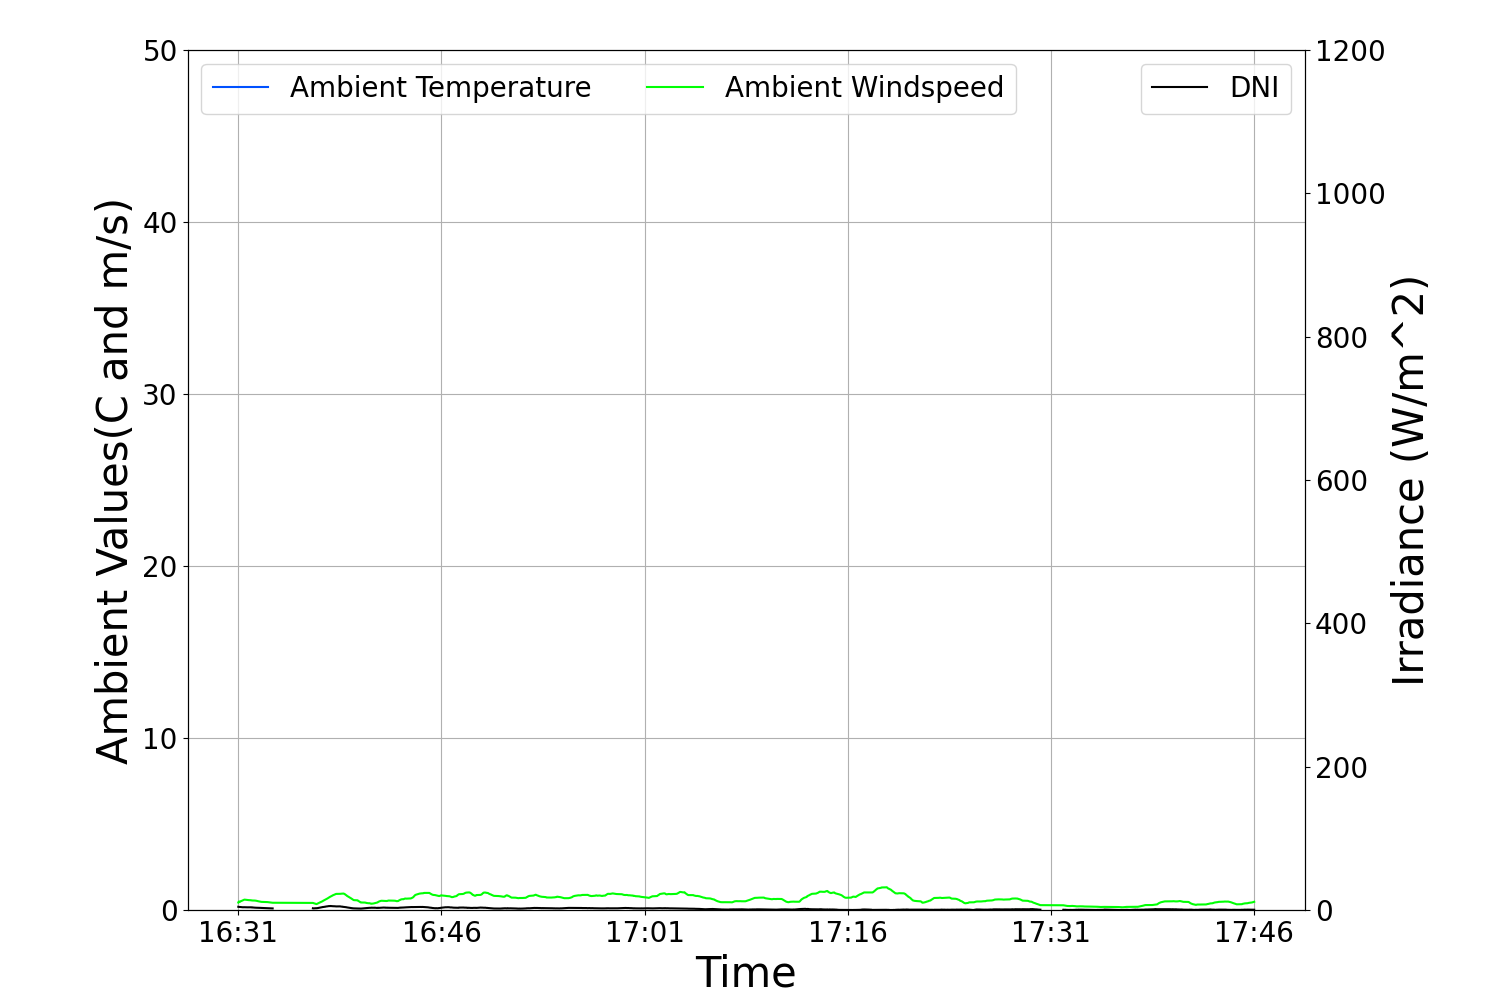 Ambient Temperature Ambient Windspeed DNI
50
40
30
20
10
0
Ambient Values(C and m/s)
1200
1000
800
600
400
200
0
Irradiance (W/m^2)
16:31 16:46 17:01 17:16 17:31 17:46
Time